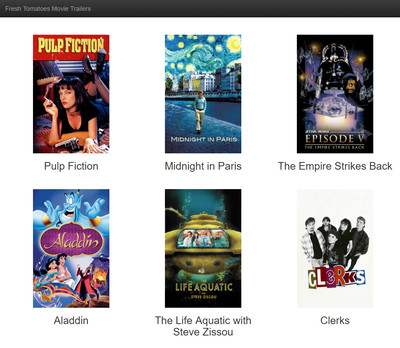 Fresh Tomatoes Movie Trailers
PULP FICTION
MIDNIGHT IN PARIS
STAR WARS
EPISODE V
THE EMPIRE STRIKES BACK
Pulp Fiction
Midnight in Paris
The Empire Strikes Back
Aladdin
LIFE AQUATIC
STEVE ZISSOU
CLERKS
Aladdin
The Life Aquatic with
Steve Zissou
Clerks